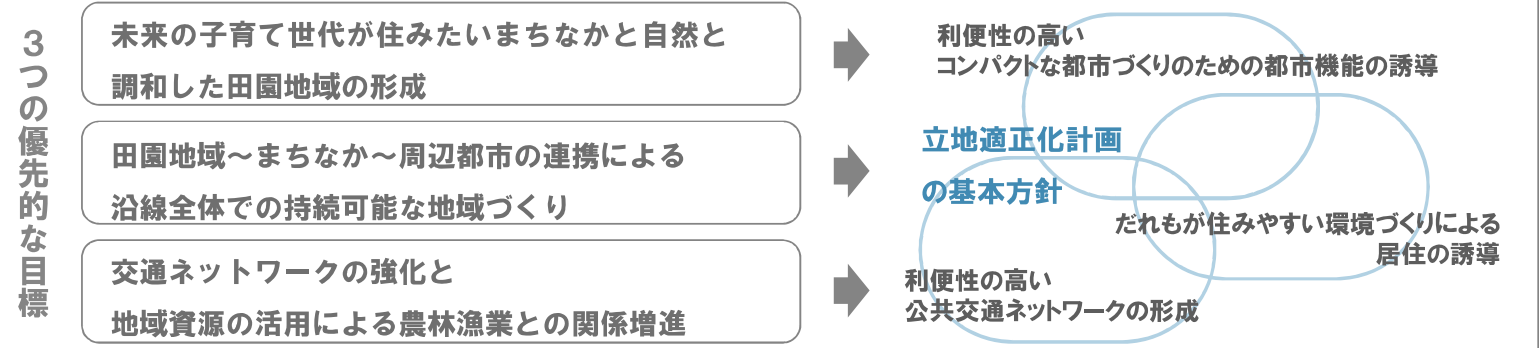 3つの優先的な目標
未来の子育て世代が住みたいまちなかと自然と
調和した田園地域の形成
田園地域～まちなか～周辺都市の連携による
沿線全体での持続可能な地域づくり
交通ネットワークの強化と
地域資源の活用による農林漁業との関係増進
利便性の高い
コンパクトな都市づくりのための都市機能の誘導
立地適正化計画
の基本方針
だれもが住みやすい環境づくりによる
居住の誘導
利便性の高い
公共交通ネットワークの形成